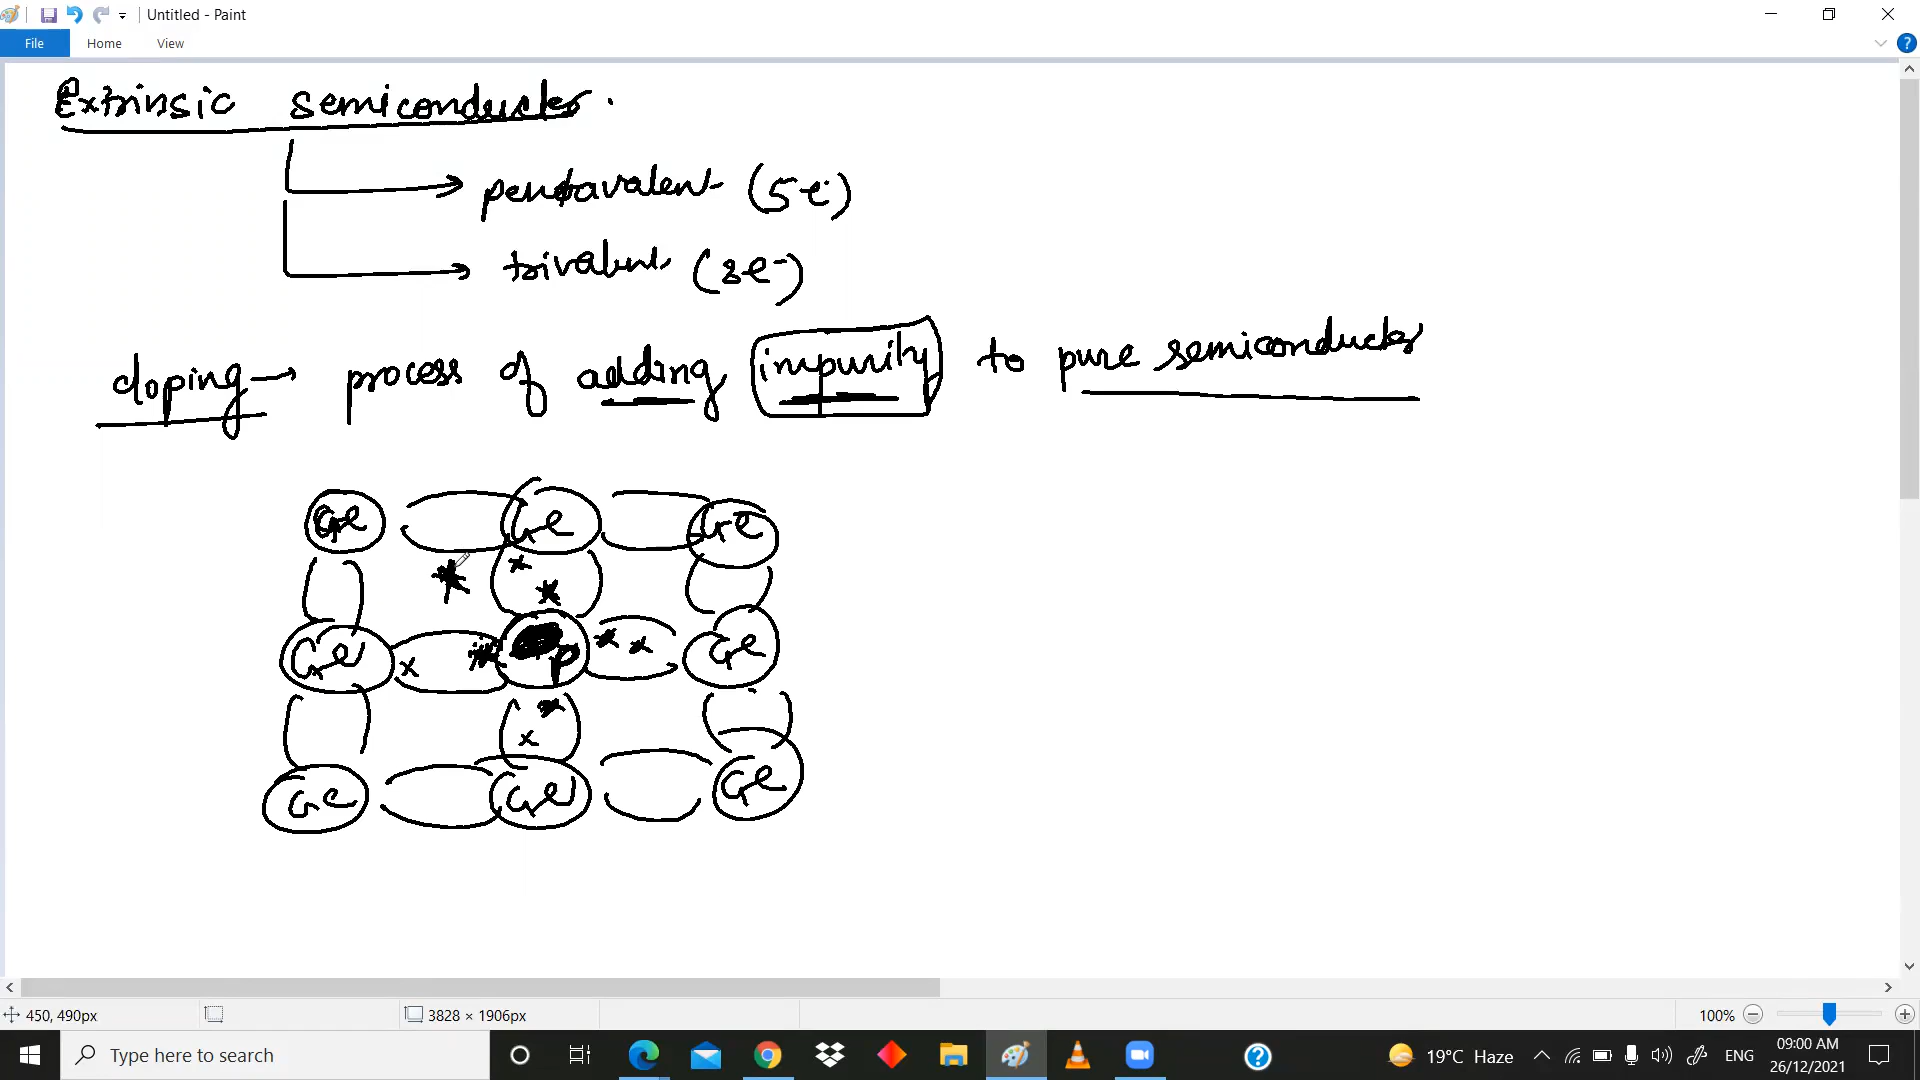 Untitled - Paint
File Home View
Extrinsic semiconductor.
pentavalent (5e-)
trivalent (3e-)
doping → process of adding impurity to pure semiconductor
Ge Ge Ge
x
Ge x P x x Ge
x
Ge Ge Ge
450, 490px 3828 × 1906px 100%
Type here to search 19°C Haze ENG 09:00 AM
26/12/2021